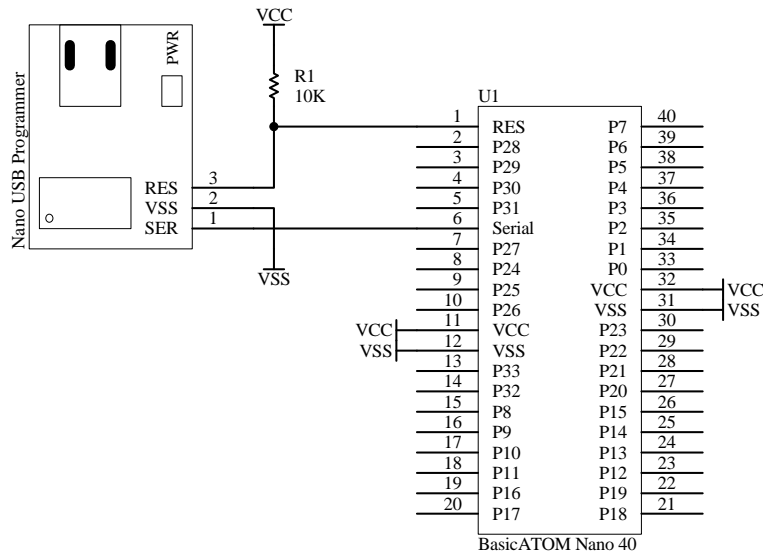 VCC
PWR
R1
10K
Nano USB Programmer
RES 3
VSS 2
SER 1
VSS
U1
1 RES P7 40
2 P28 P6 39
3 P29 P5 38
4 P30 P4 37
5 P31 P3 36
6 Serial P2 35
7 P27 P1 34
8 P24 P0 33
9 P25 VCC 32 VCC
10 P26 VSS 31 VSS
VCC 11 VCC P23 30
VSS 12 VSS P22 29
13 P33 P21 28
14 P32 P20 27
15 P8 P15 26
16 P9 P14 25
17 P10 P13 24
18 P11 P12 23
19 P16 P19 22
20 P17 P18 21
BasicATOM Nano 40